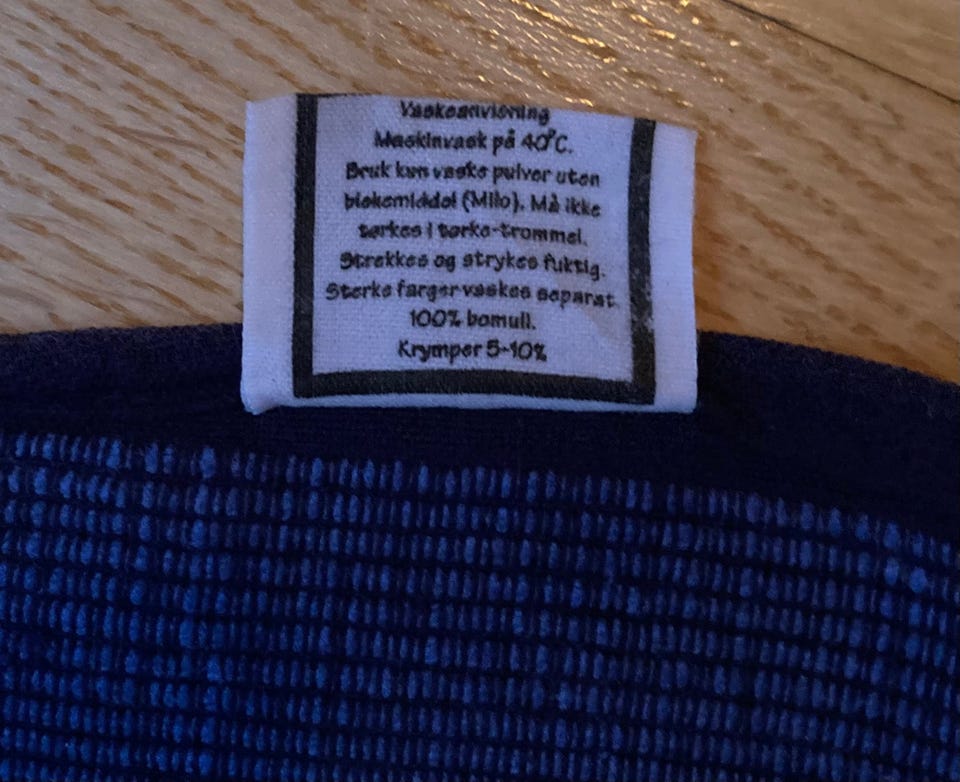 Vaskeanvisning
Maskinvask på 40°C.
Bruk kun vaske pulver uten
blekemiddel (Milo). Må ikke
tørkes i tørke-trommel.
Strekkes og strykes fuktig.
Sterke farger vaskes separat.
100% bomull.
Krymper 5-10%